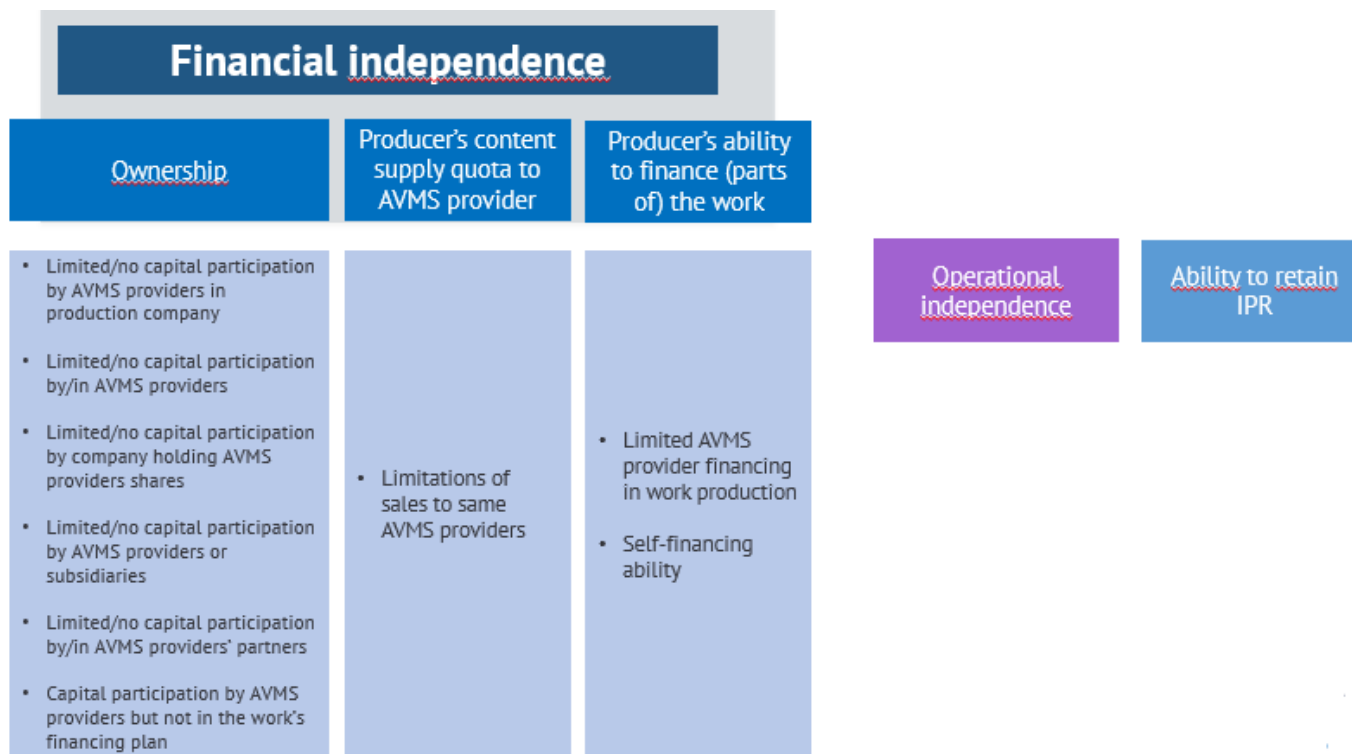 Financial independence
Ownership
Producer's content
supply quota to
AVMS provider
Producer's ability
to finance (parts
of) the work
• Limited/no capital participation
by AVMS providers in
production company
• Limited/no capital participation
by/in AVMS providers
• Limited/no capital participation
by company holding AVMS
providers shares
• Limited/no capital participation
by AVMS providers or
subsidiaries
• Limited/no capital participation
by/in AVMS providers' partners
• Capital participation by AVMS
providers but not in the work's
financing plan
• Limitations of
sales to same
AVMS providers
• Limited AVMS
provider financing
in work production
• Self-financing
ability
Operational
independence
Ability to retain
IPR